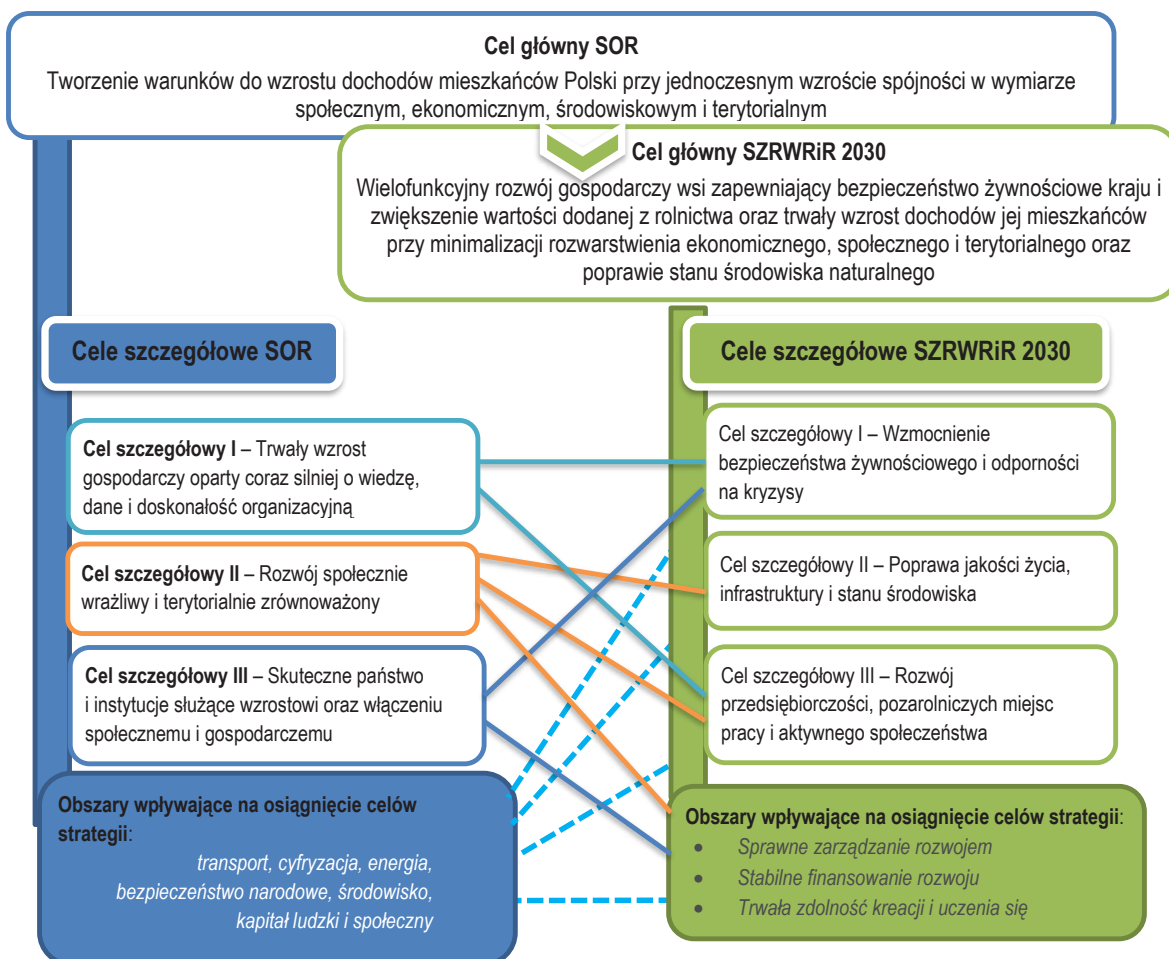 Cel główny SOR
Tworzenie warunków do wzrostu dochodów mieszkańców Polski przy jednoczesnym wzroście spójności w wymiarze
społecznym, ekonomicznym, środowiskowym i terytorialnym
Cel główny SZRWRiR 2030
Wielofunkcyjny rozwój gospodarczy wsi zapewniający bezpieczeństwo żywnościowe kraju i
zwiększenie wartości dodanej z rolnictwa oraz trwały wzrost dochodów jej mieszkańców
przy minimalizacji rozwarstwienia ekonomicznego, społecznego i terytorialnego oraz
poprawie stanu środowiska naturalnego
Cele szczegółowe SOR
Cel szczegółowy I – Trwały wzrost
gospodarczy oparty coraz silniej o wiedzę,
dane i doskonałość organizacyjną
Cel szczegółowy II – Rozwój społecznie
wrażliwy i terytorialnie zrównoważony
Cel szczegółowy III – Skuteczne państwo
i instytucje służące wzrostowi oraz włączeniu
społecznemu i gospodarczemu
Obszary wpływające na osiągnięcie celów
strategii:
transport, cyfryzacja, energia,
bezpieczeństwo narodowe, środowisko,
kapitał ludzki i społeczny
Cele szczegółowe SZRWRiR 2030
Cel szczegółowy I – Wzmocnienie
bezpieczeństwa żywnościowego i odporności
na kryzysy
Cel szczegółowy II – Poprawa jakości życia,
infrastruktury i stanu środowiska
Cel szczegółowy III – Rozwój
przedsiębiorczości, pozarolniczych miejsc
pracy i aktywnego społeczeństwa
Obszary wpływające na osiągnięcie celów strategii:
• Sprawne zarządzanie rozwojem
• Stabilne finansowanie rozwoju
• Trwała zdolność kreacji i uczenia się